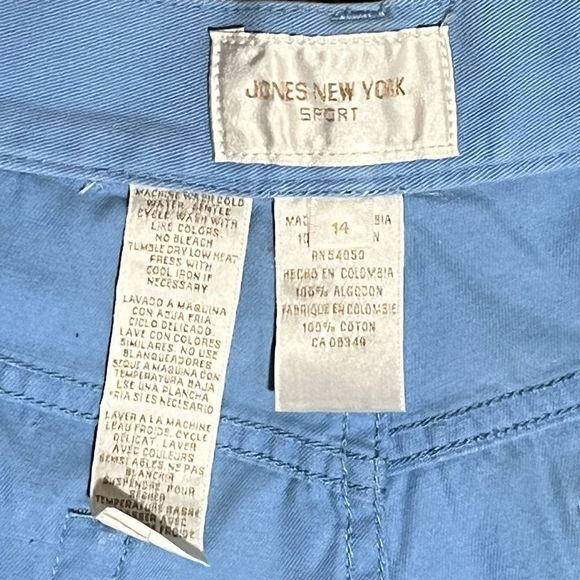 JONES NEW YORK
SPORT
MACHINE WASH COLD
WATER, GENTLE
CYCLE, WASH WITH
LIKE COLORS.
NO BLEACH
TUMBLE DRY LOW HEAT
PRESS WITH
COOL IRON IF
NECESSARY
LAVADO A MAQUINA
CON AGUA FRIA
CICLO DELICADO.
LAVE CON COLORES
SIMILARES. NO USE
BLANQUEADORES
SEQUE A MAQUINA CON
TEMPERATURA BAJA
USE UNA PLANCHA
FRIA SI ES NECESARIO
LAVER A LA MACHINE
L'EAU FROIDE, CYCLE
DELICAT. LAVER
AVEC COULEURS
SEMBLABLES, NE PAS
BLANCHIR
SUSPENDRE POUR
SECHER
TEMPERATURE BASSE
AVEC
FROIDE
14
RN54050
HECHO EN COLOMBIA
100% ALGODON
FABRIQUE EN COLOMBIE
100% COTON
CA 08349